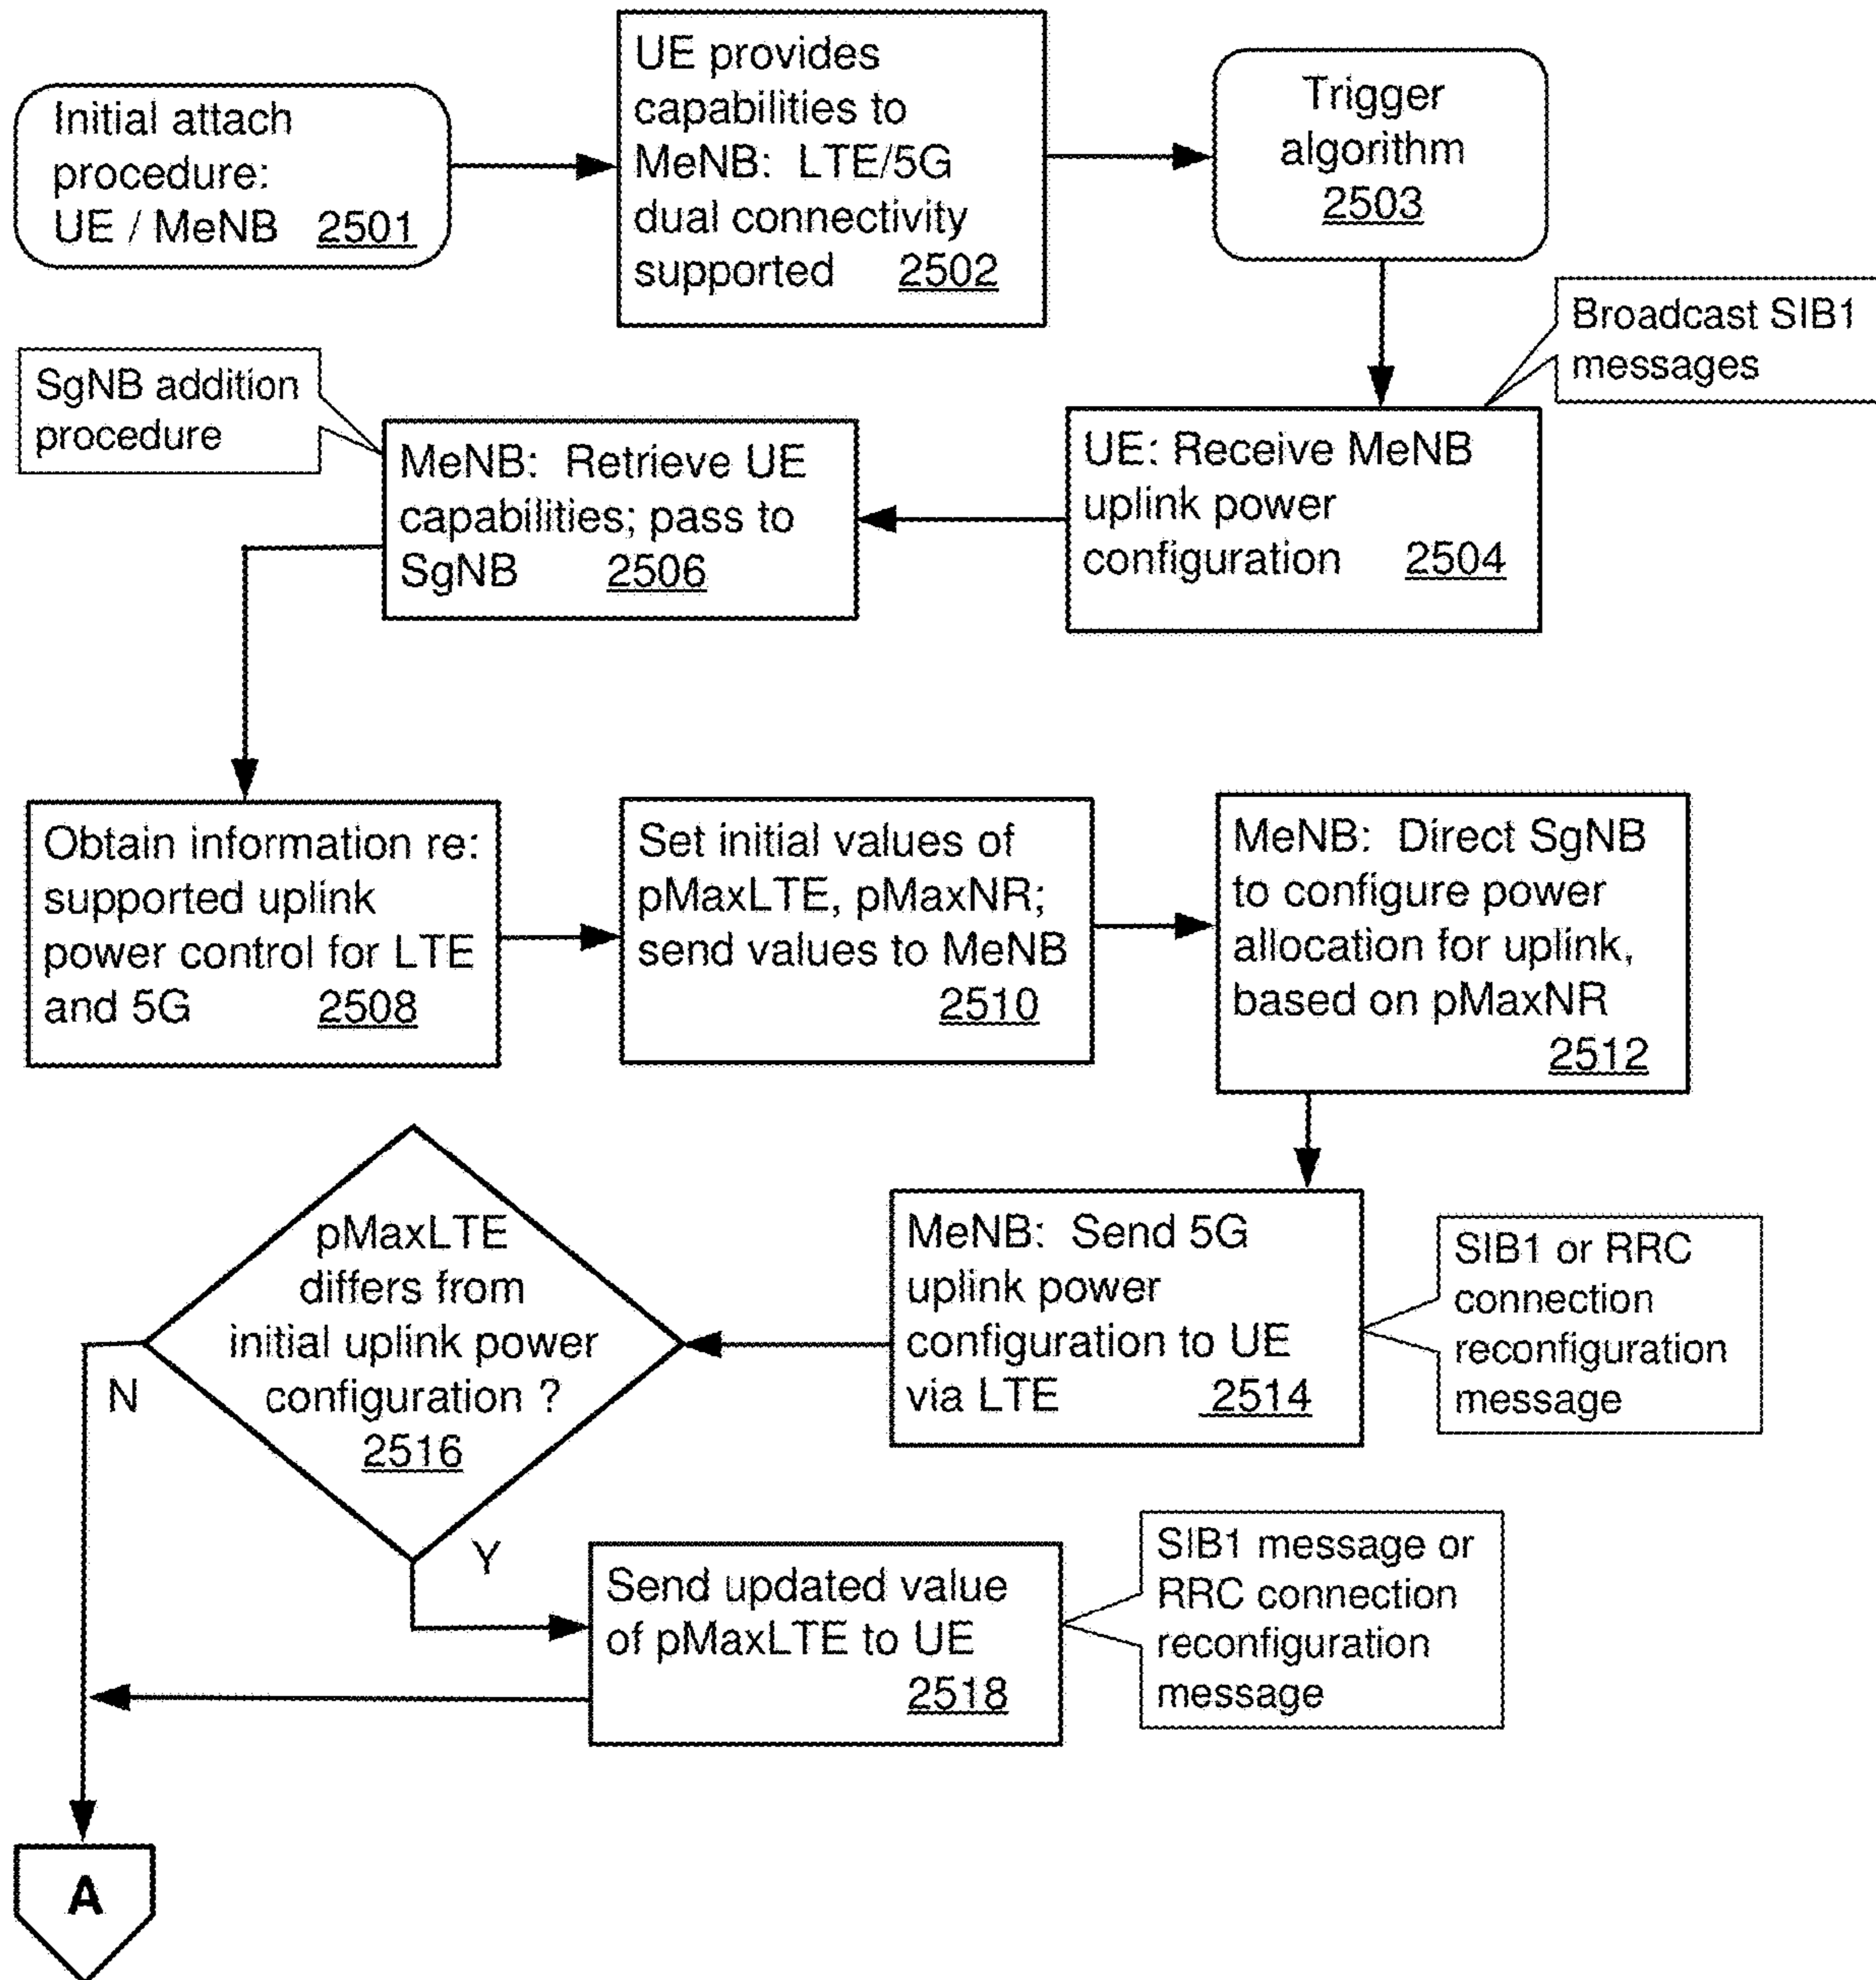 Initial attach
procedure:
UE / MeNB 2501
UE provides
capabilities to
MeNB: LTE/5G
dual connectivity
supported 2502
Trigger
algorithm
2503
Broadcast SIB1
messages
UE: Receive MeNB
uplink power
configuration 2504
SgNB addition
procedure
MeNB: Retrieve UE
capabilities; pass to
SgNB 2506
Obtain information re:
supported uplink
power control for LTE
and 5G 2508
Set initial values of
pMaxLTE, pMaxNR;
send values to MeNB
2510
MeNB: Direct SgNB
to configure power
allocation for uplink,
based on pMaxNR
2512
MeNB: Send 5G
uplink power
configuration to UE
via LTE 2514
SIB1 or RRC
connection
reconfiguration
message
pMaxLTE
differs from
initial uplink power
configuration ?
2516
N
Y
Send updated value
of pMaxLTE to UE
2518
SIB1 message or
RRC connection
reconfiguration
message
A